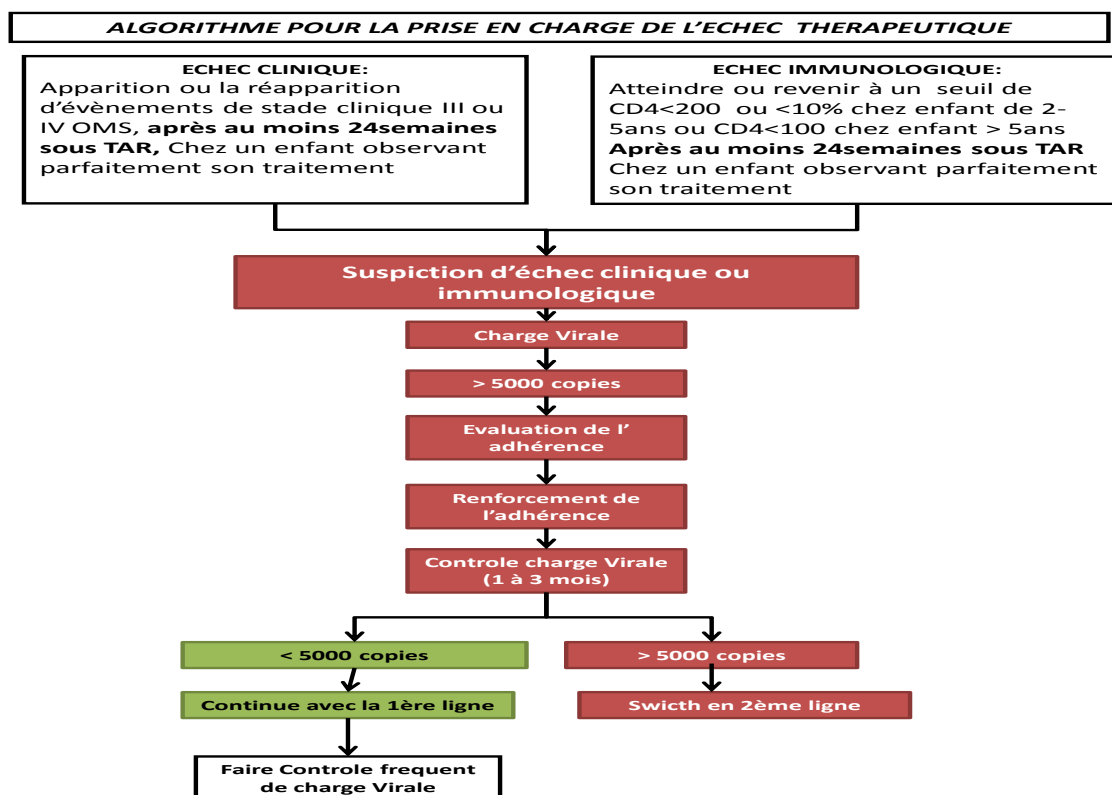 ALGORITHME POUR LA PRISE EN CHARGE DE L'ECHEC THERAPEUTIQUE
ECHEC CLINIQUE:
Apparition ou la réapparition
d'évènements de stade clinique III ou
IV OMS, après au moins 24semaines
sous TAR, Chez un enfant observant
parfaitement son traitement
ECHEC IMMUNOLOGIQUE:
Atteindre ou revenir à un seuil de
CD4<200 ou <10% chez enfant de 2-
5ans ou CD4<100 chez enfant > 5ans
Après au moins 24semaines sous TAR
Chez un enfant observant parfaitement
son traitement
Suspiction d'échec clinique ou
immunologique
Charge Virale
> 5000 copies
Evaluation de l'
adhérence
Renforcement de
l'adhérence
Controle charge Virale
(1 à 3 mois)
< 5000 copies
> 5000 copies
Continue avec la 1ère ligne
Swicth en 2ème ligne
Faire Controle frequent
de charge Virale